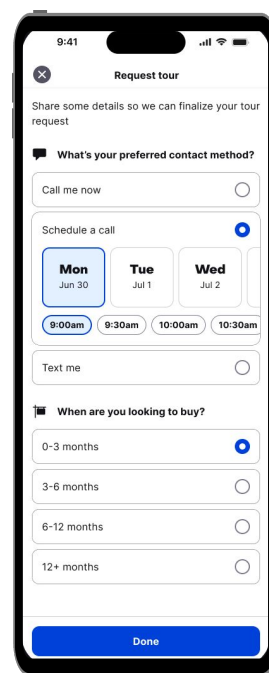 9:41
Request tour
Share some details so we can finalize your tour
request
What's your preferred contact method?
Call me now
Schedule a call
Mon
Jun 30
Tue
Jul 1
Wed
Jul 2
9:00am
9:30am
10:00am
10:30am
Text me
When are you looking to buy?
0-3 months
3-6 months
6-12 months
12+ months
Done